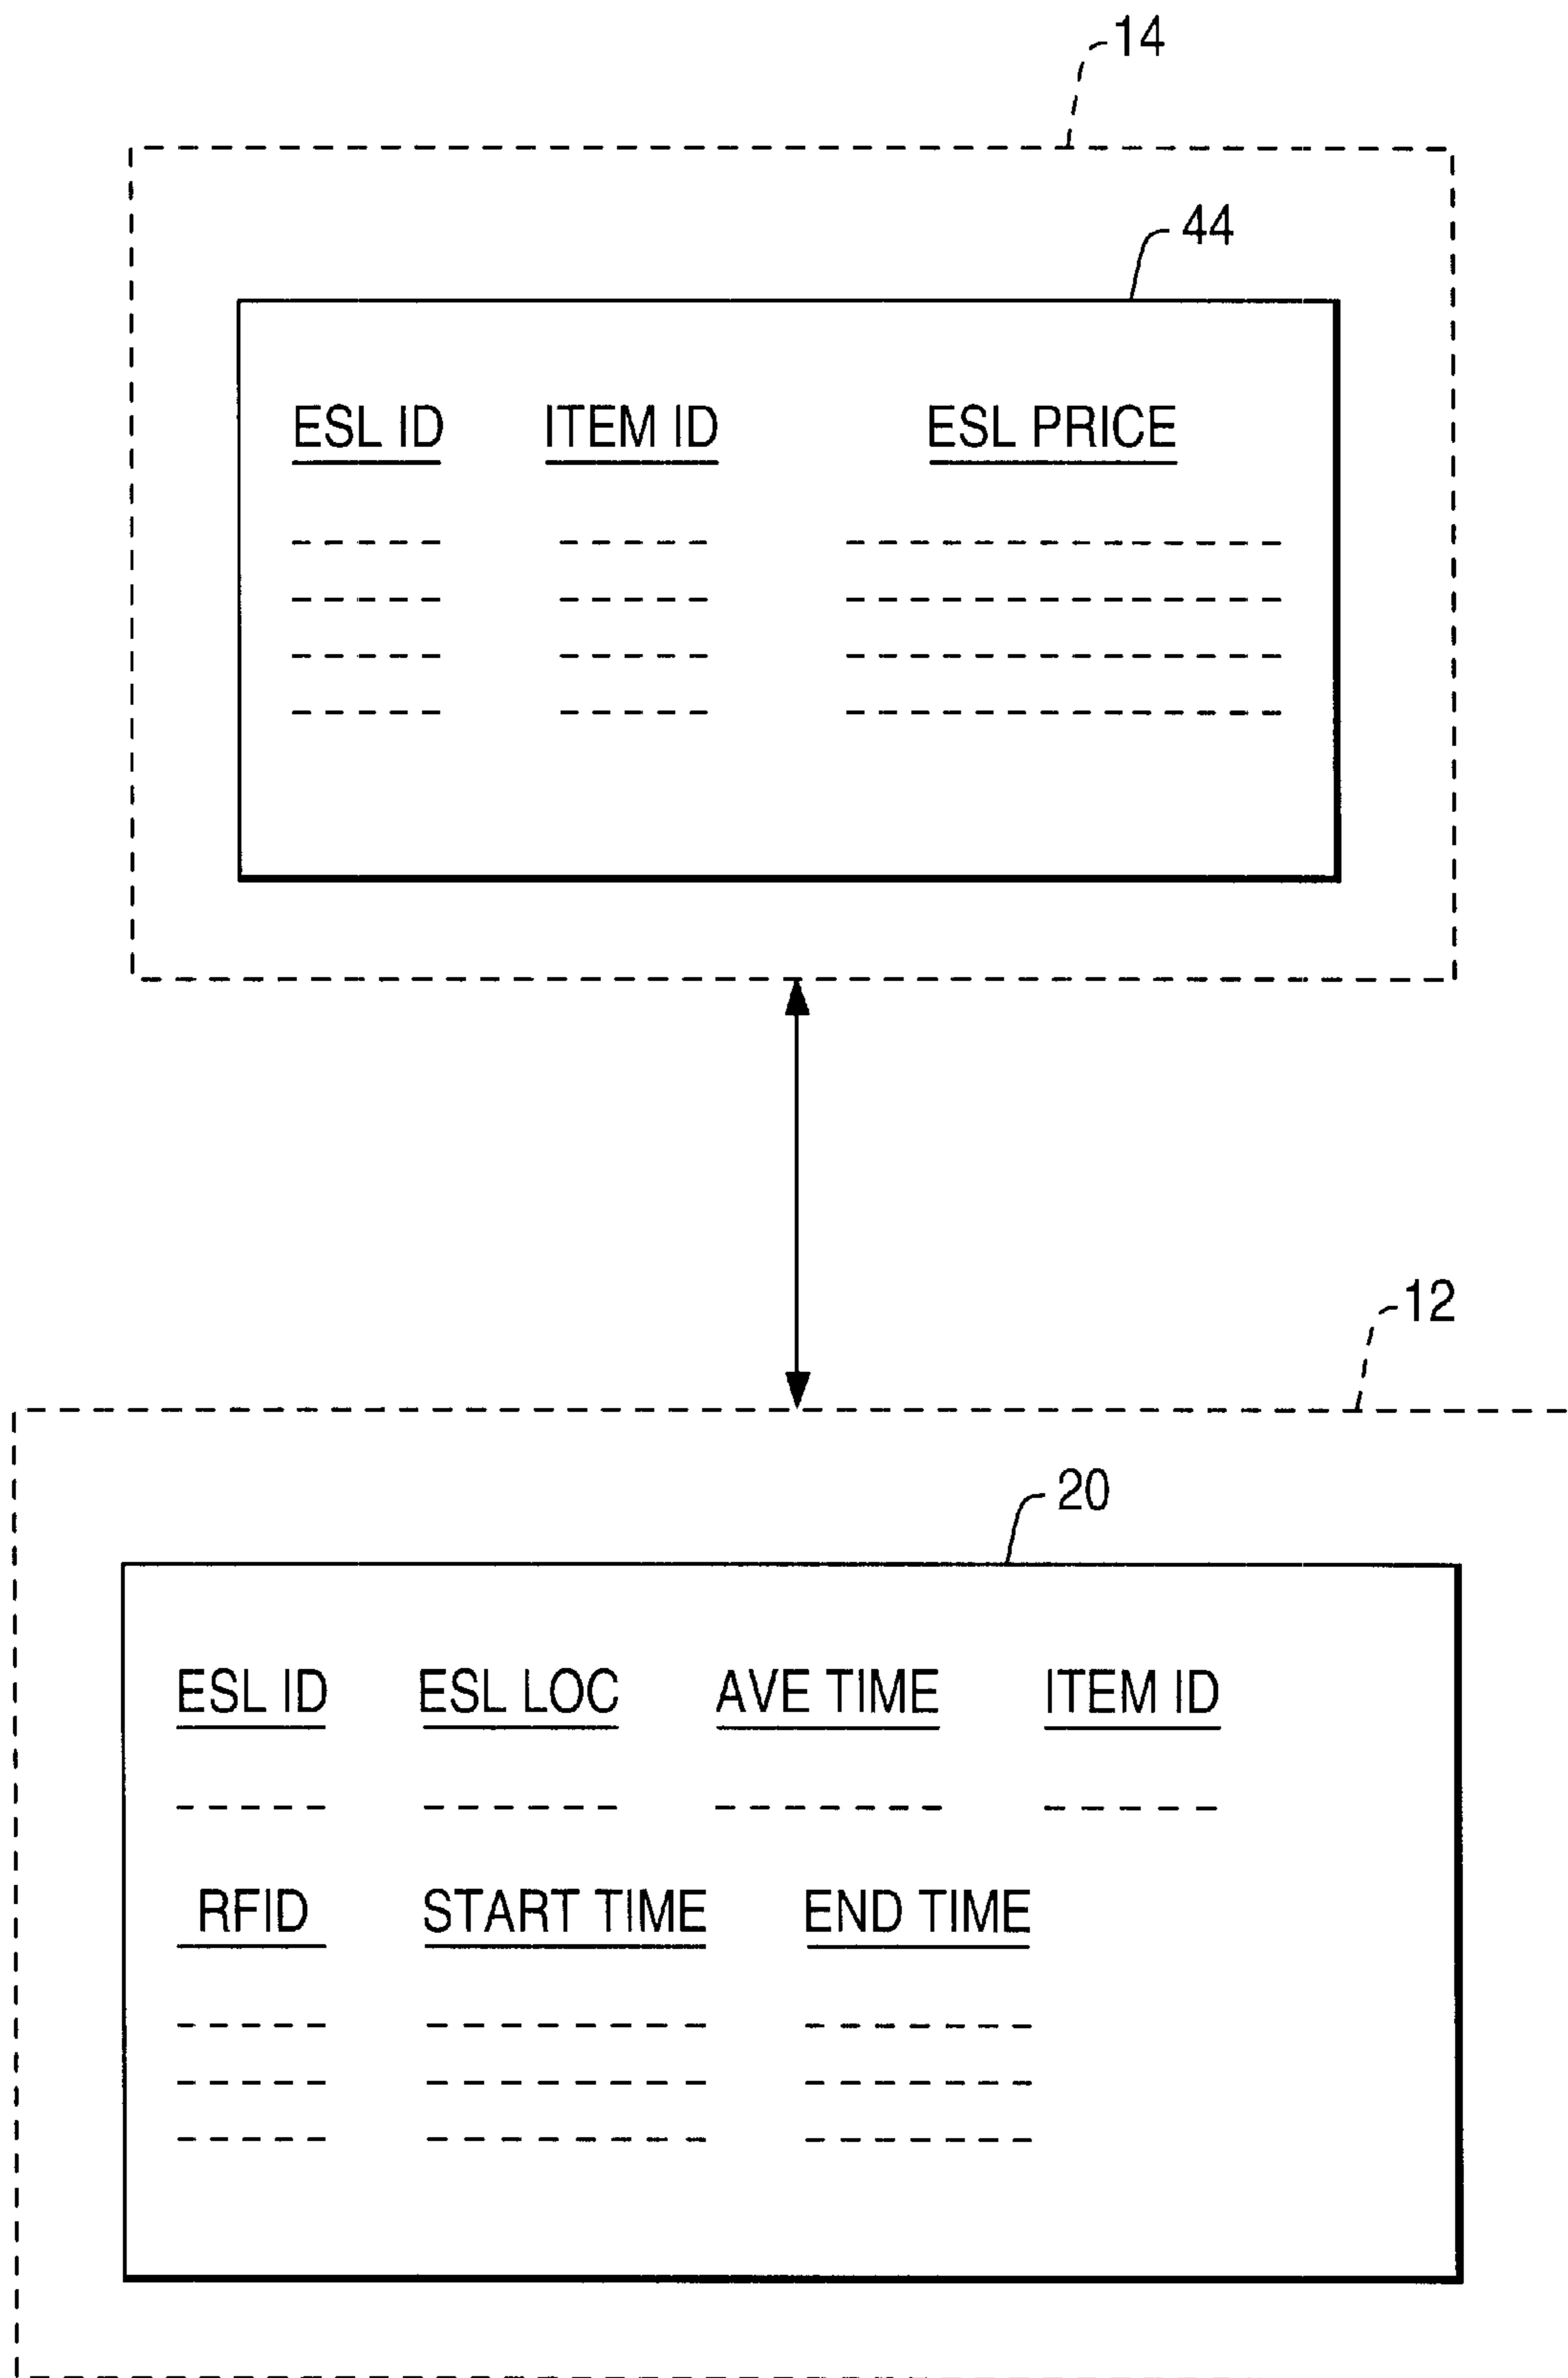 14
44
ESL ID ITEM ID ESL PRICE
12
20
ESL ID ESL LOC AVE TIME ITEM ID
RFID START TIME END TIME